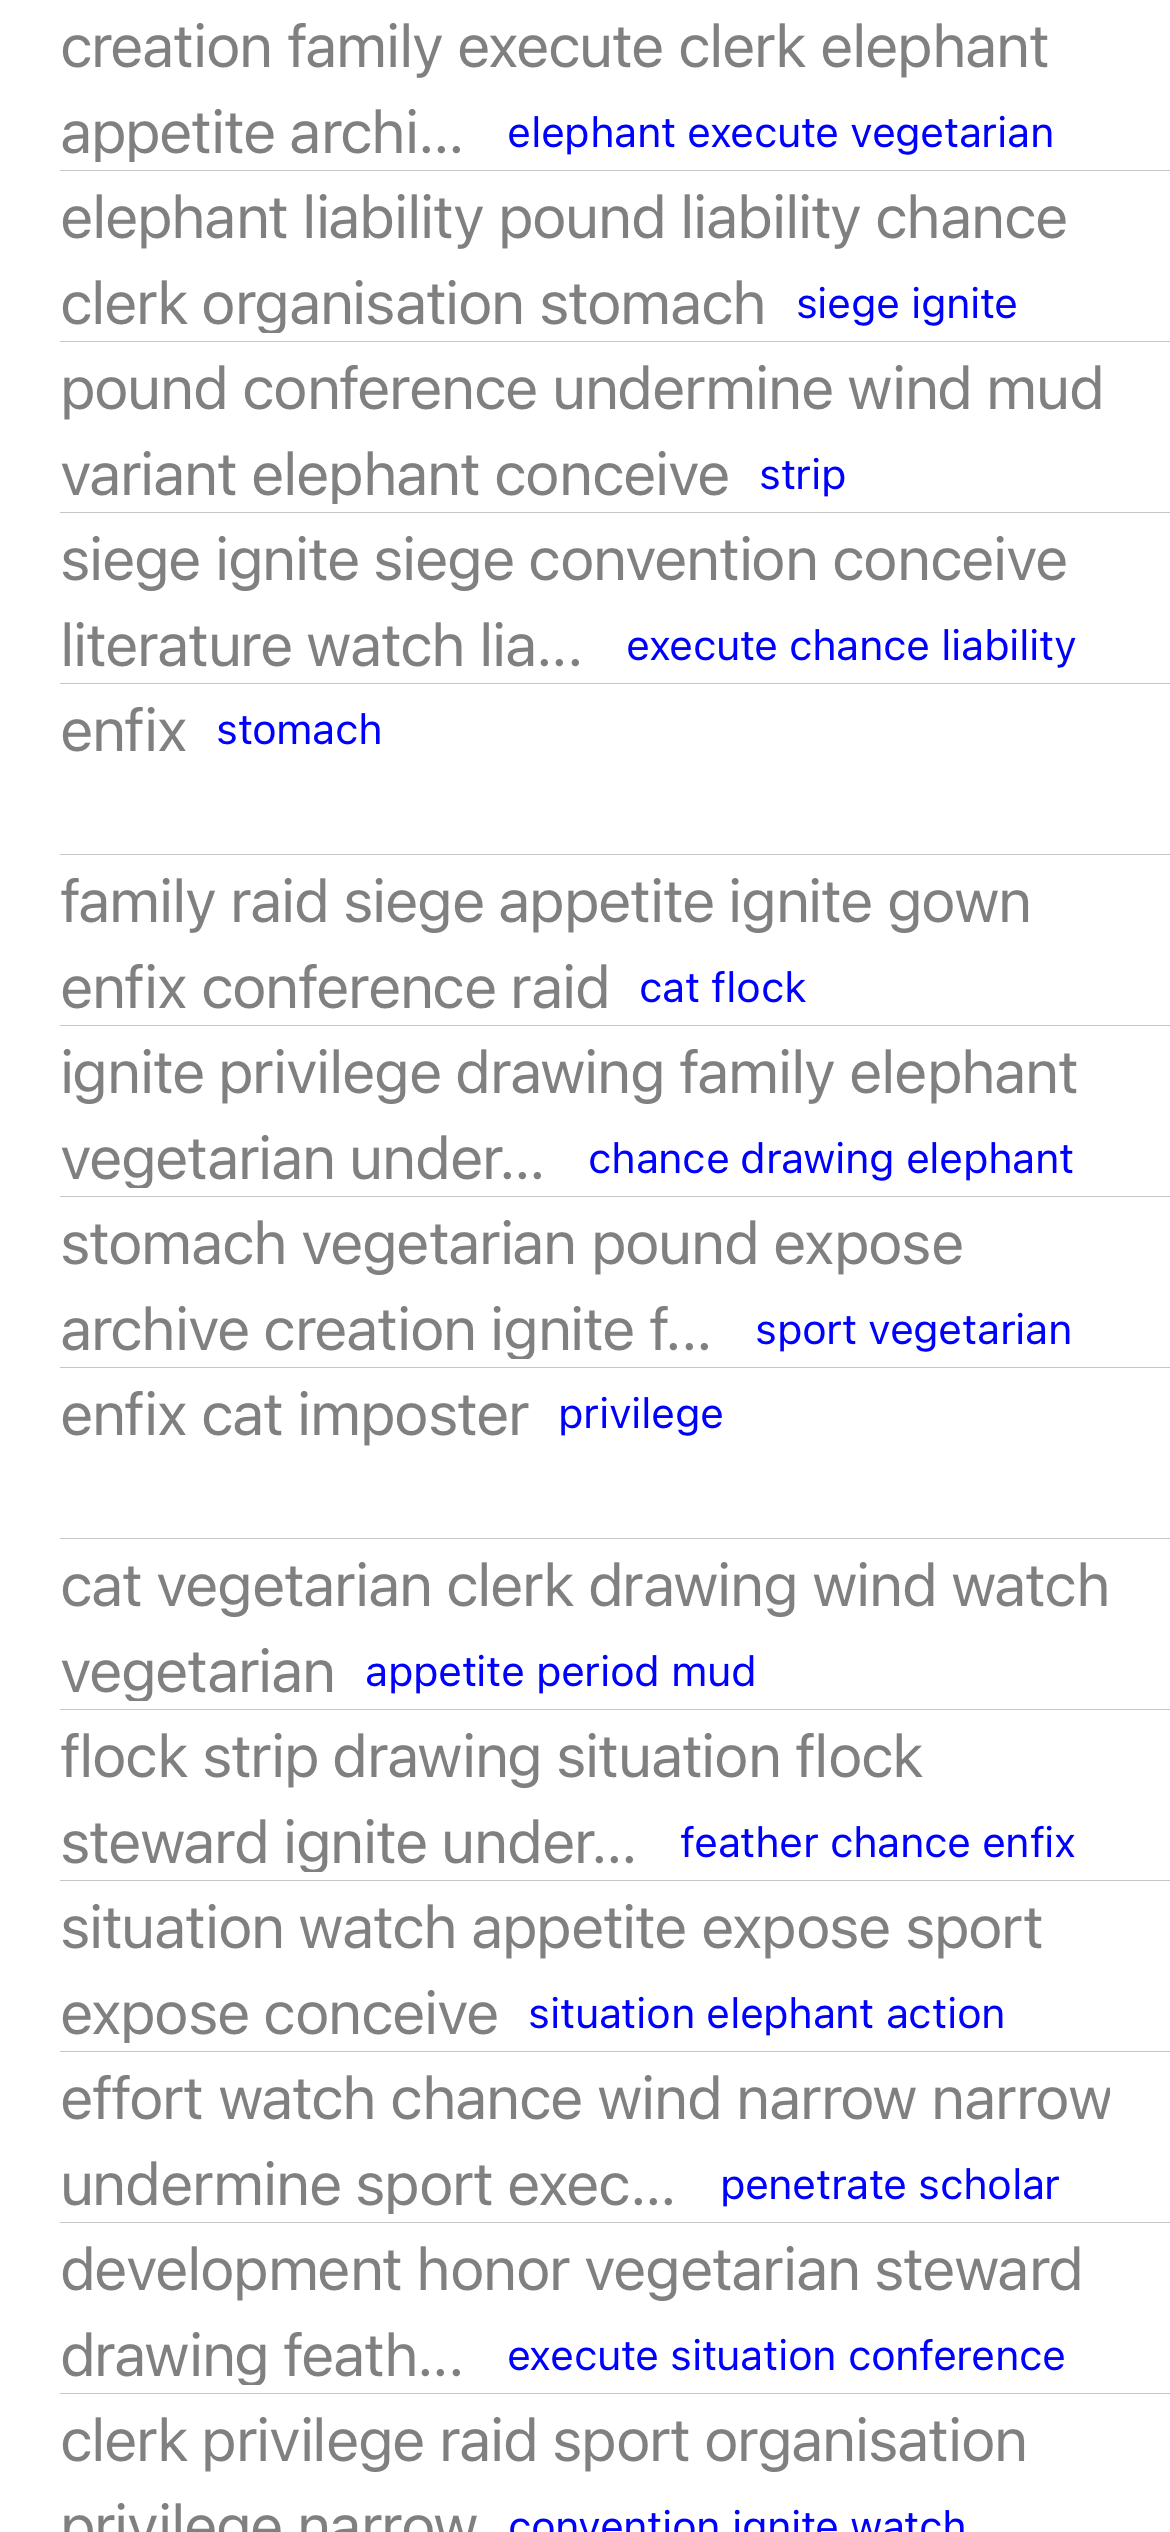 creation family execute clerk elephant
appetite archi... elephant execute vegetarian
elephant liability pound liability chance
clerk organisation stomach siege ignite
pound conference undermine wind mud
variant elephant conceive strip
siege ignite siege convention conceive
literature watch lia... execute chance liability
enfix stomach
family raid siege appetite ignite gown
enfix conference raid cat flock
ignite privilege drawing family elephant
vegetarian under... chance drawing elephant
stomach vegetarian pound expose
archive creation ignite f... sport vegetarian
enfix cat imposter privilege
cat vegetarian clerk drawing wind watch
vegetarian appetite period mud
flock strip drawing situation flock
steward ignite under... feather chance enfix
situation watch appetite expose sport
expose conceive situation elephant action
effort watch chance wind narrow narrow
undermine sport exec... penetrate scholar
development honor vegetarian steward
drawing feath... execute situation conference
clerk privilege raid sport organisation
privilege narrow convention ignite watch